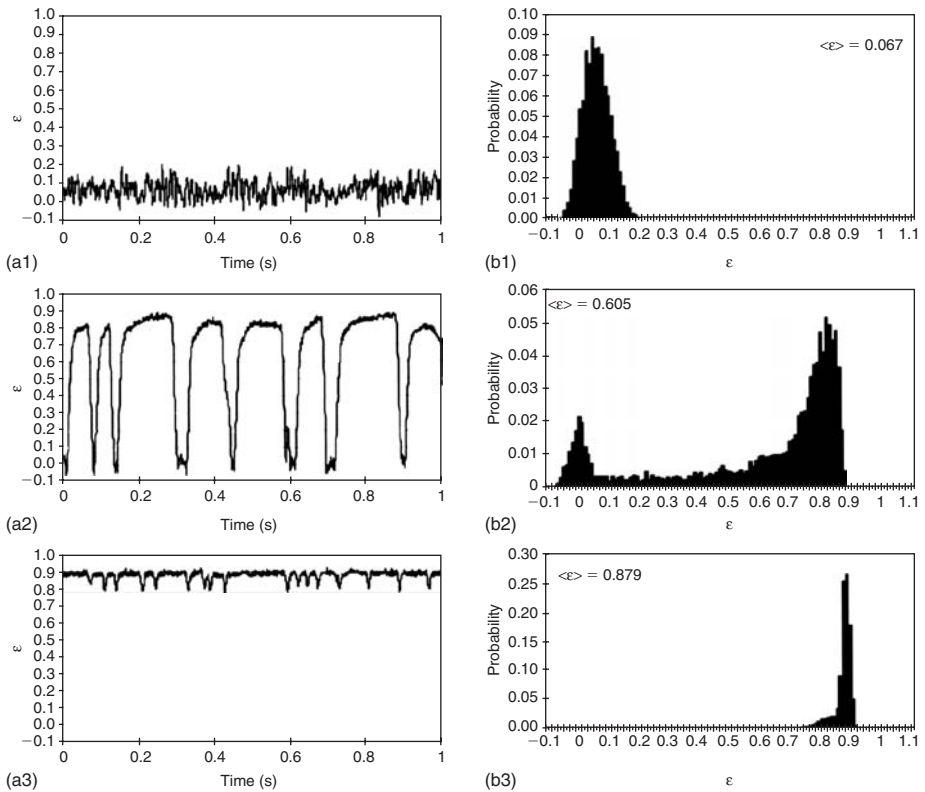 1.0
0.9
0.8
0.7
0.6
0.5
0.4
0.3
0.2
0.1
0.0
−0.1
ε
0 0.2 0.4 0.6 0.8 1
Time (s)
(a1)
0.10
0.09
0.08
0.07
0.06
0.05
0.04
0.03
0.02
0.01
0.00
Probability
<ε> = 0.067
−0.1 0 0.1 0.2 0.3 0.4 0.5 0.6 0.7 0.8 0.9 1 1.1
ε
(b1)
1.0
0.9
0.8
0.7
0.6
0.5
0.4
0.3
0.2
0.1
0.0
−0.1
ε
0 0.2 0.4 0.6 0.8 1
Time (s)
(a2)
0.06
0.05
0.04
0.03
0.02
0.01
0
Probability
<ε> = 0.605
−0.1 0 0.1 0.2 0.3 0.4 0.5 0.6 0.7 0.8 0.9 1 1.1
ε
(b2)
1.0
0.9
0.8
0.7
0.6
0.5
0.4
0.3
0.2
0.1
0.0
−0.1
ε
0 0.2 0.4 0.6 0.8 1
Time (s)
(a3)
0.30
0.25
0.20
0.15
0.10
0.05
0.00
Probability
<ε> = 0.879
−0.1 0 0.1 0.2 0.3 0.4 0.5 0.6 0.7 0.8 0.9 1 1.1
ε
(b3)